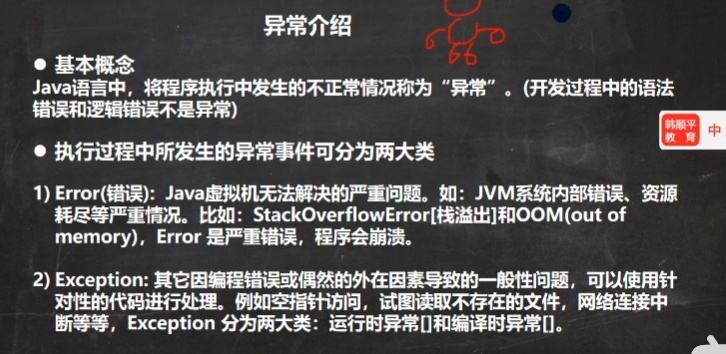 异常介绍
● 基本概念
Java语言中，将程序执行中发生的不正常情况称为“异常”。(开发过程中的语法
错误和逻辑错误不是异常)
韩顺平
教 育
中
● 执行过程中所发生的异常事件可分为两大类
1) Error(错误)：Java虚拟机无法解决的严重问题。如：JVM系统内部错误、资源
耗尽等严重情况。比如：StackOverflowError[栈溢出]和OOM(out of
memory)，Error 是严重错误，程序会崩溃。
2) Exception: 其它因编程错误或偶然的外在因素导致的一般性问题，可以使用针
对性的代码进行处理。例如空指针访问，试图读取不存在的文件，网络连接中
断等等，Exception 分为两大类：运行时异常[]和编译时异常[]。